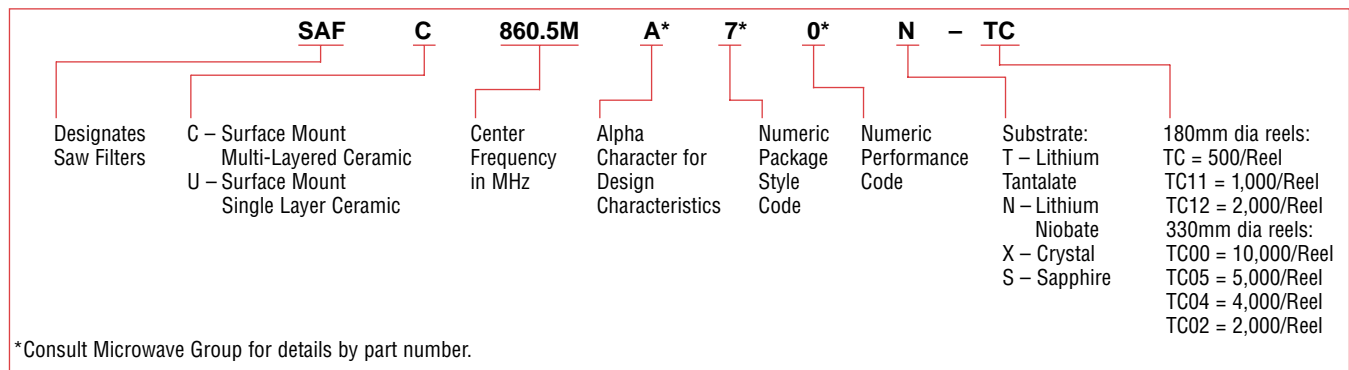 SAF C 860.5M A* 7* 0* N – TC
Designates
Saw Filters
C – Surface Mount
Multi-Layered Ceramic
U – Surface Mount
Single Layer Ceramic
Center
Frequency
in MHz
Alpha
Character for
Design
Characteristics
Numeric
Package
Style
Code
Numeric
Performance
Code
Substrate:
T – Lithium
Tantalate
N – Lithium
Niobate
X – Crystal
S – Sapphire
180mm dia reels:
TC = 500/Reel
TC11 = 1,000/Reel
TC12 = 2,000/Reel
330mm dia reels:
TC00 = 10,000/Reel
TC05 = 5,000/Reel
TC04 = 4,000/Reel
TC02 = 2,000/Reel
*Consult Microwave Group for details by part number.